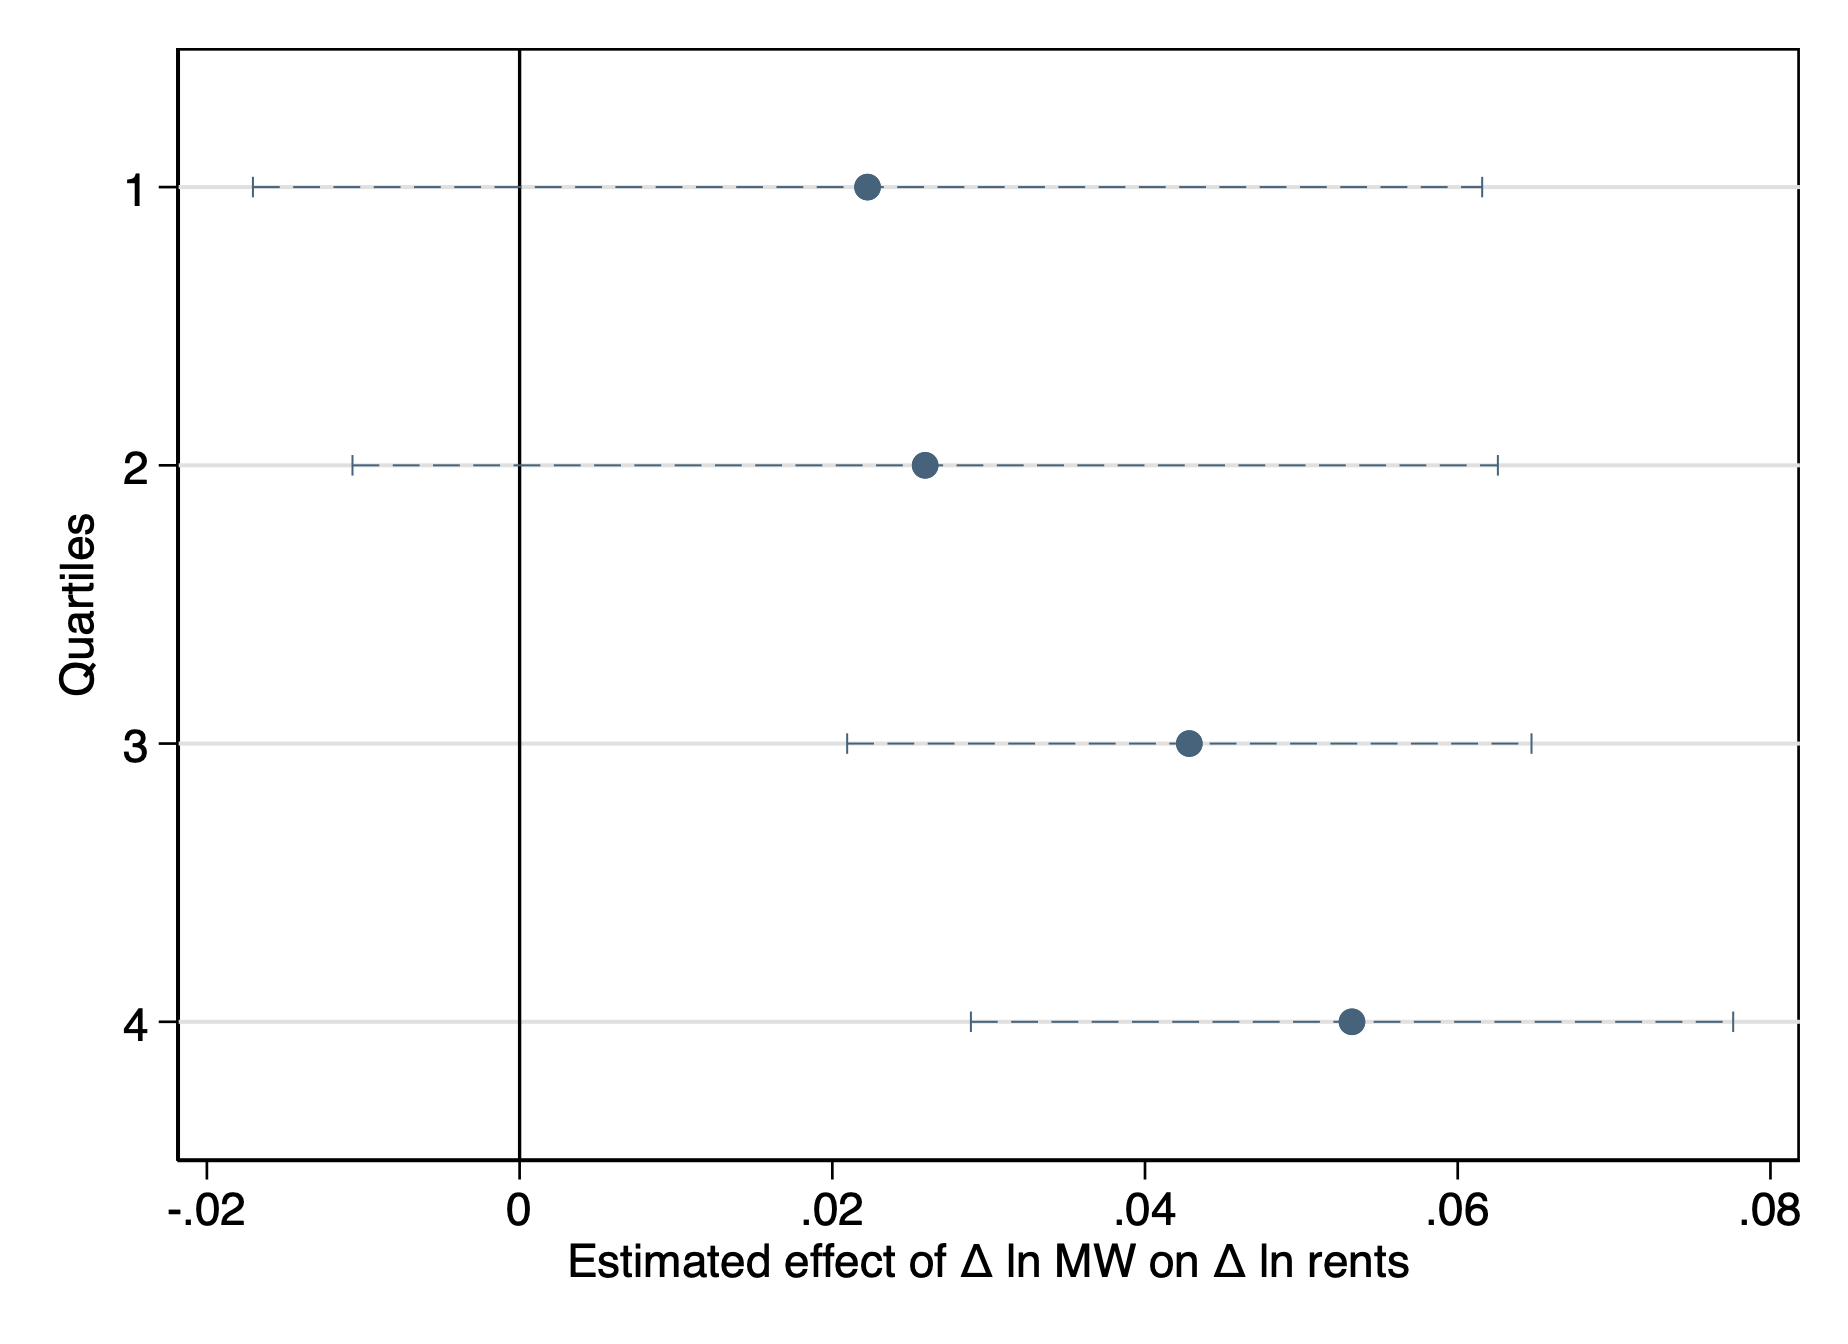 Quartiles
1
2
3
4
-.02 0 .02 .04 .06 .08
Estimated effect of Δ ln MW on Δ ln rents